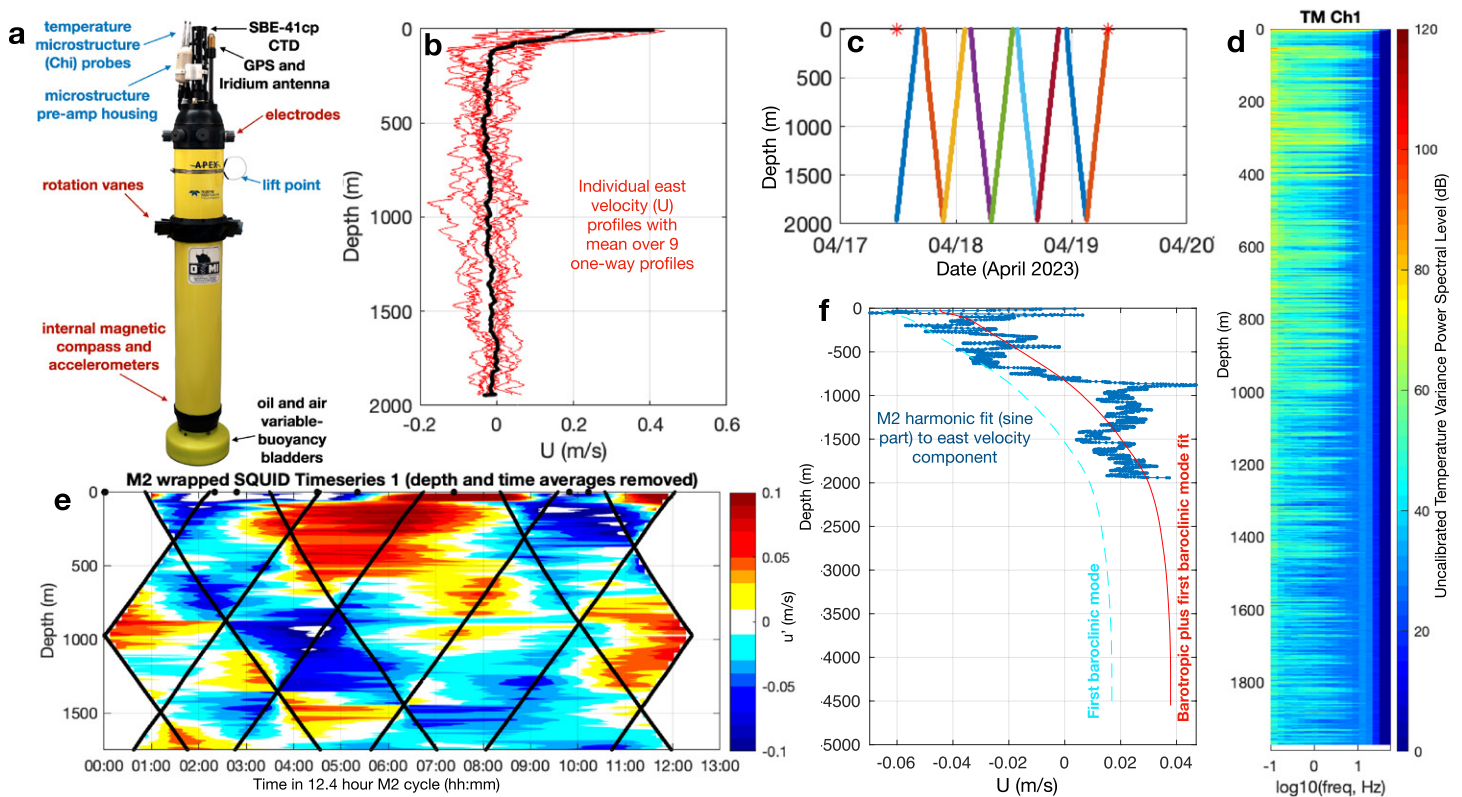 a
temperature
microstructure
(Chi) probes
SBE-41cp
CTD
GPS and
Iridium antenna
microstructure
pre-amp housing
electrodes
APEX
lift point
rotation vanes
internal magnetic
compass and
accelerometers
oil and air
variable-
buoyancy
bladders
b
0
500
1000
1500
2000
Depth (m)
-0.2
0
0.2
0.4
0.6
U (m/s)
Individual east
velocity (U)
profiles with
mean over 9
one-way profiles
c
0
500
1000
1500
2000
Depth (m)
04/17
04/18
04/19
04/20
Date (April 2023)
d
TM Ch1
0
200
400
600
800
1000
1200
1400
1600
1800
Depth (m)
-1
0
1
log10(freq, Hz)
120
100
80
60
40
20
0
Uncalibrated Temperature Variance Power Spectral Level (dB)
e
M2 wrapped SQUID Timeseries 1 (depth and time averages removed)
0
500
1000
1500
Depth (m)
00:00
01:00
02:00
03:00
04:00
05:00
06:00
07:00
08:00
09:00
10:00
11:00
12:00
13:00
Time in 12.4 hour M2 cycle (hh:mm)
0.1
0.05
0
-0.05
-0.1
u' (m/s)
f
0
-500
-1000
-1500
-2000
-2500
-3000
-3500
-4000
-4500
-5000
Depth (m)
-0.06
-0.04
-0.02
0
0.02
0.04
U (m/s)
M2 harmonic fit (sine
part) to east velocity
component
First baroclinic mode
Barotropic plus first baroclinic mode fit